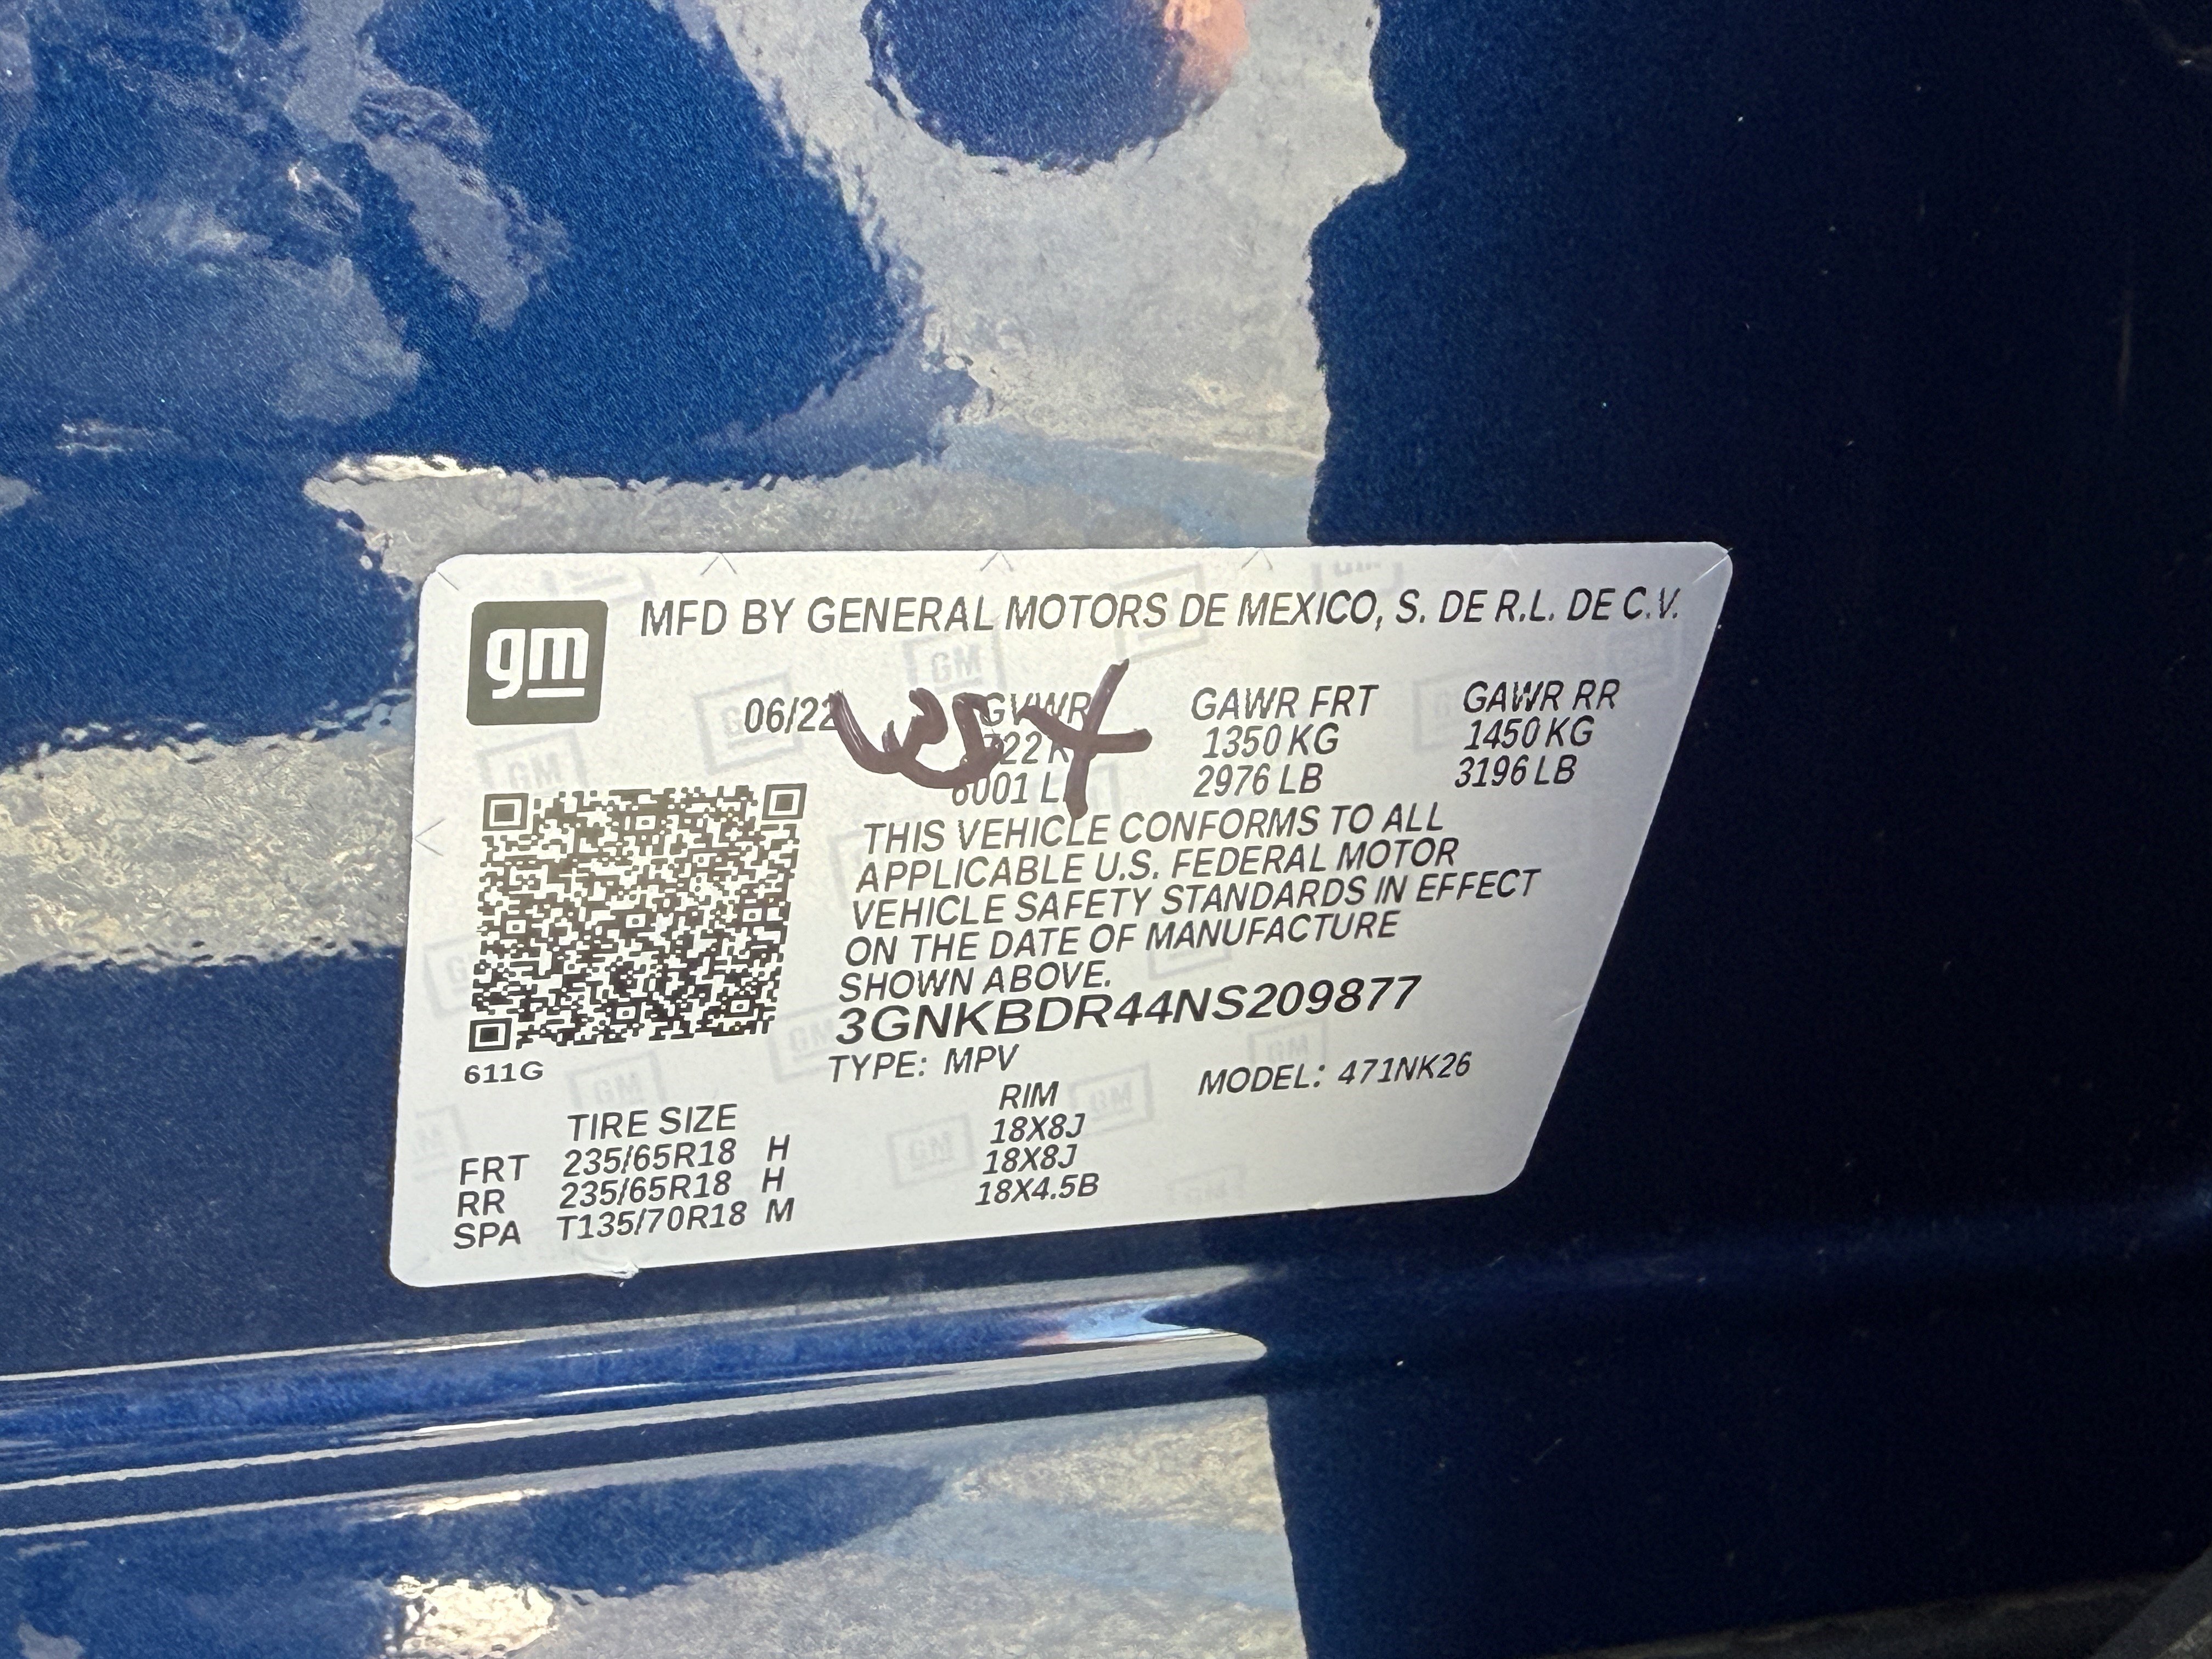 gm
MFD BY GENERAL MOTORS DE MEXICO, S. DE R.L. DE C.V.
06/22 GVWR GAWR FRT GAWR RR
1350 KG 1450 KG
6001 2976 LB 3196 LB
THIS VEHICLE CONFORMS TO ALL
APPLICABLE U.S. FEDERAL MOTOR
VEHICLE SAFETY STANDARDS IN EFFECT
ON THE DATE OF MANUFACTURE
SHOWN ABOVE.
3GNKBDR44NS209877
611G
TYPE: MPV MODEL: 471NK26
TIRE SIZE RIM
FRT 235/65R18 H 18X8J
RR 235/65R18 H 18X8J
SPA T135/70R18 M 18X4.5B